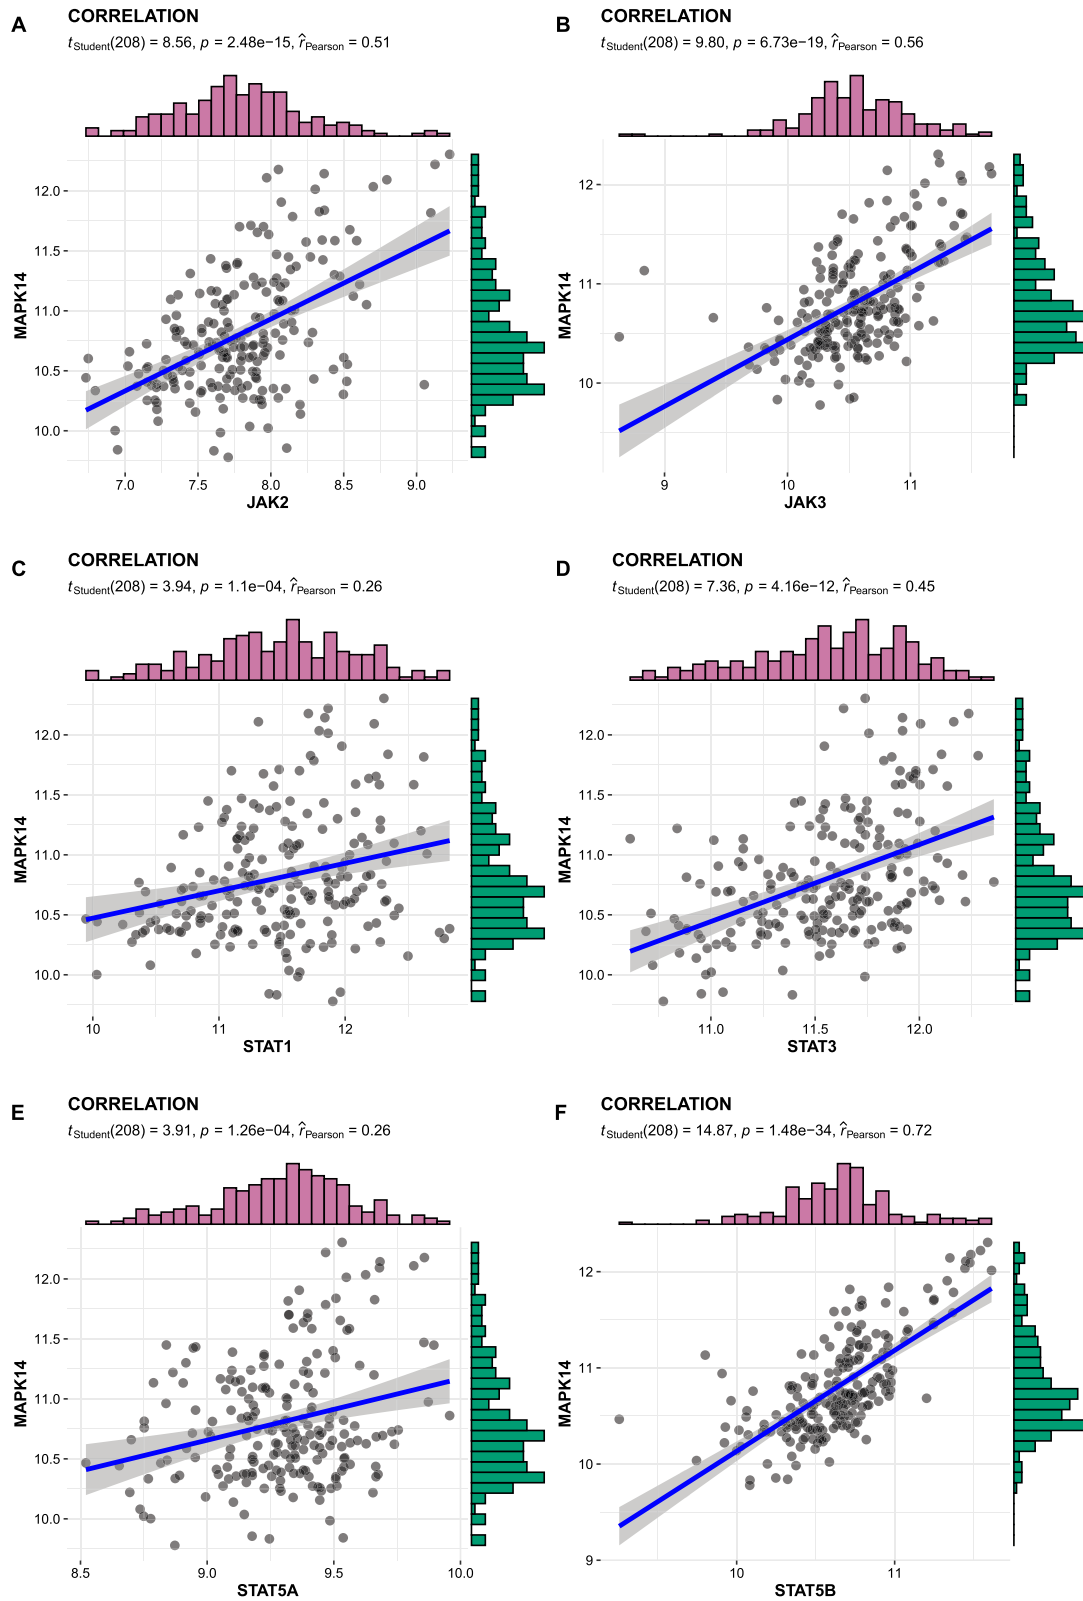 A
CORRELATION
tStudent(208) = 8.56, p = 2.48e−15, r̂Pearson = 0.51
12.0
11.5
11.0
10.5
10.0
MAPK14
7.0 7.5 8.0 8.5 9.0
JAK2
B
CORRELATION
tStudent(208) = 9.80, p = 6.73e−19, r̂Pearson = 0.56
12
11
10
MAPK14
9 10 11
JAK3
C
CORRELATION
tStudent(208) = 3.94, p = 1.1e−04, r̂Pearson = 0.26
12.0
11.5
11.0
10.5
10.0
MAPK14
10 11 12
STAT1
D
CORRELATION
tStudent(208) = 7.36, p = 4.16e−12, r̂Pearson = 0.45
12.0
11.5
11.0
10.5
10.0
MAPK14
11.0 11.5 12.0
STAT3
E
CORRELATION
tStudent(208) = 3.91, p = 1.26e−04, r̂Pearson = 0.26
12.0
11.5
11.0
10.5
10.0
MAPK14
8.5 9.0 9.5 10.0
STAT5A
F
CORRELATION
tStudent(208) = 14.87, p = 1.48e−34, r̂Pearson = 0.72
12
11
10
9
MAPK14
10 11
STAT5B